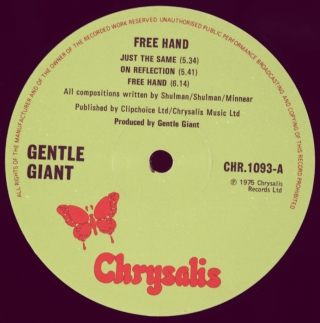 ALL RIGHTS OF THE MANUFACTURER AND OF THE OWNER OF THE RECORDED WORK RESERVED. UNAUTHORISED PUBLIC PERFORMANCE, BROADCASTING AND COPYING OF THIS RECORD PROHIBITED
FREE HAND
JUST THE SAME (5.34)
ON REFLECTION (5.41)
FREE HAND (6.14)
All compositions written by Shulman/Shulman/Minnear
Published by Clipchoice Ltd/Chrysalis Music Ltd
Produced by Gentle Giant
GENTLE
GIANT
CHR.1093-A
℗ 1975 Chrysalis
Records Ltd
Chrysalis